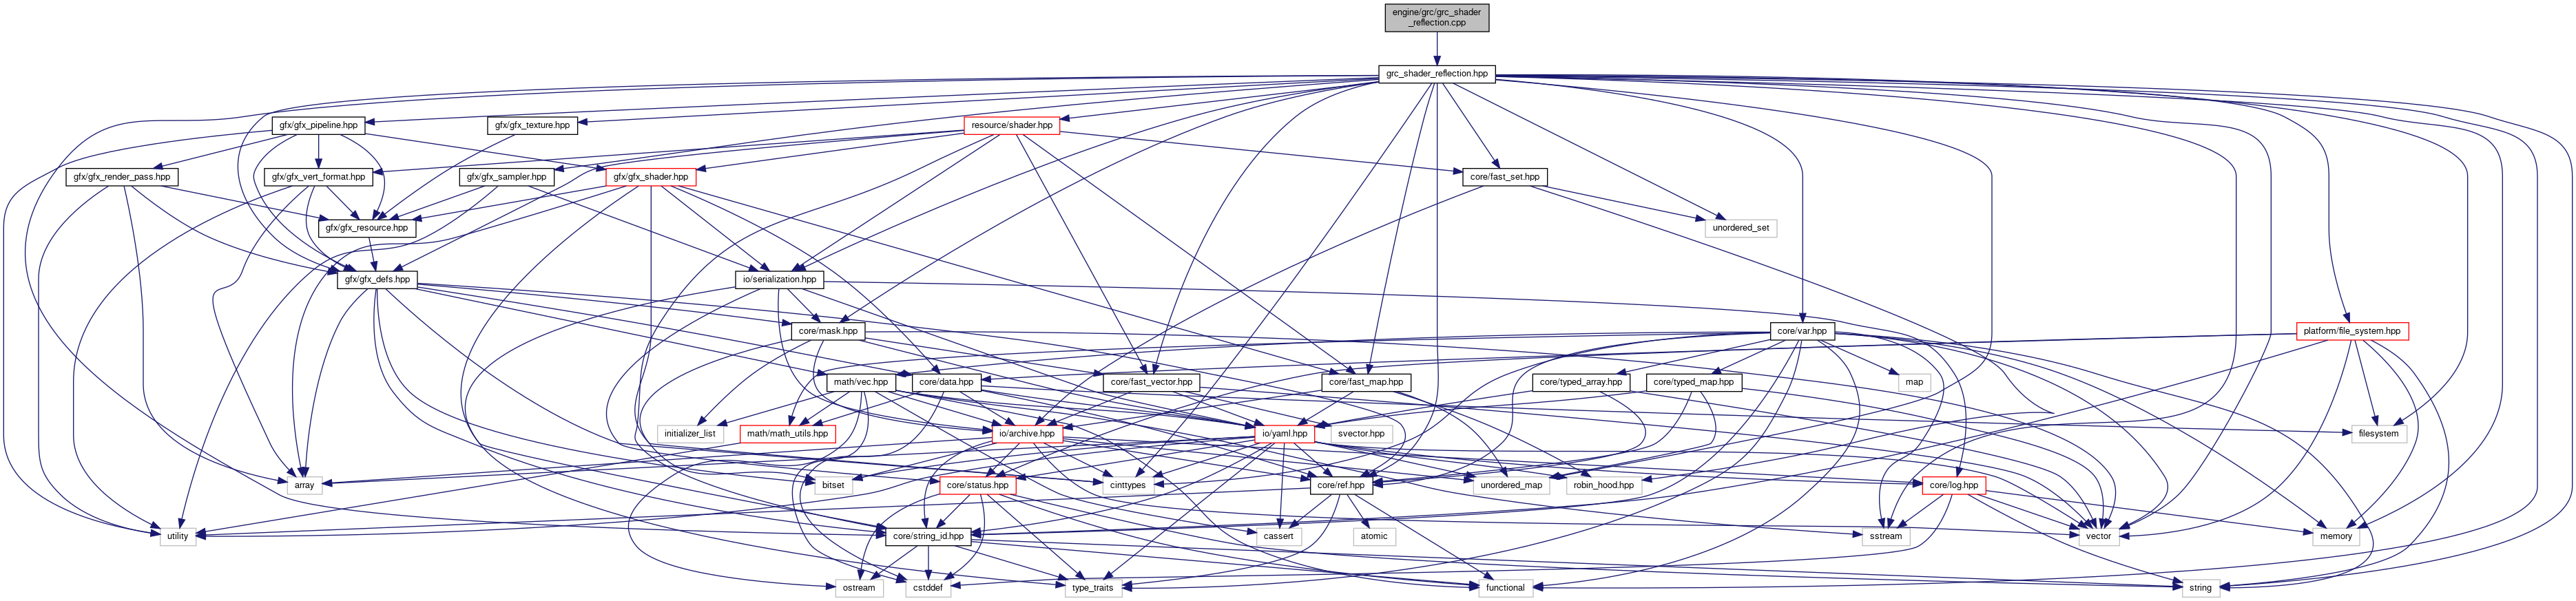 engine/grc/grc_shader
_reflection.cpp
grc_shader_reflection.hpp
gfx/gfx_pipeline.hpp
gfx/gfx_texture.hpp
resource/shader.hpp
gfx/gfx_render_pass.hpp
gfx/gfx_vert_format.hpp
gfx/gfx_sampler.hpp
gfx/gfx_shader.hpp
core/fast_set.hpp
gfx/gfx_resource.hpp
unordered_set
gfx/gfx_defs.hpp
io/serialization.hpp
core/mask.hpp
core/var.hpp
platform/file_system.hpp
math/vec.hpp
core/data.hpp
core/fast_vector.hpp
core/fast_map.hpp
core/typed_array.hpp
core/typed_map.hpp
map
initializer_list
math/math_utils.hpp
io/archive.hpp
io/yaml.hpp
svector.hpp
filesystem
array
bitset
core/status.hpp
cinttypes
core/ref.hpp
unordered_map
robin_hood.hpp
core/log.hpp
utility
core/string_id.hpp
cassert
atomic
sstream
vector
memory
ostream
cstddef
type_traits
functional
string